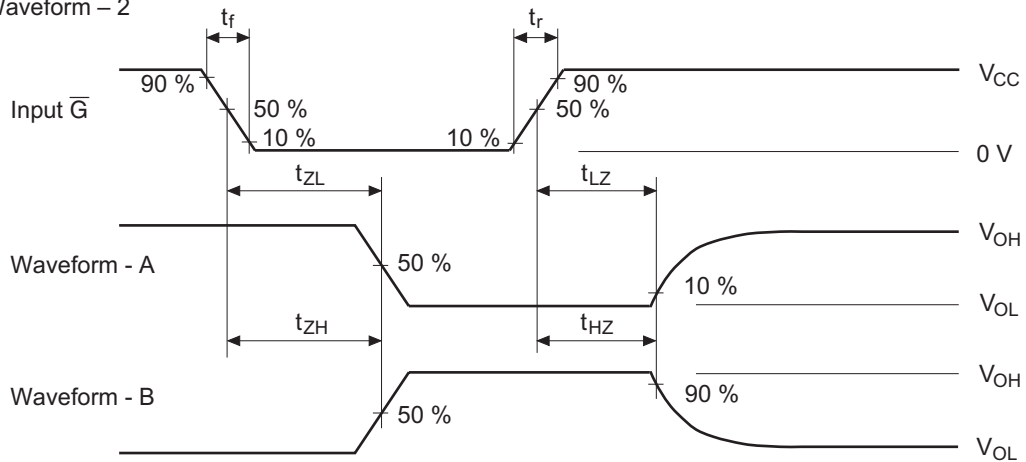 Waveform – 2
tf
tr
90 %
90 %
VCC
Input G̅
50 %
50 %
10 %
10 %
0 V
tZL
tLZ
VOH
Waveform - A
50 %
10 %
VOL
tZH
tHZ
VOH
Waveform - B
90 %
50 %
VOL